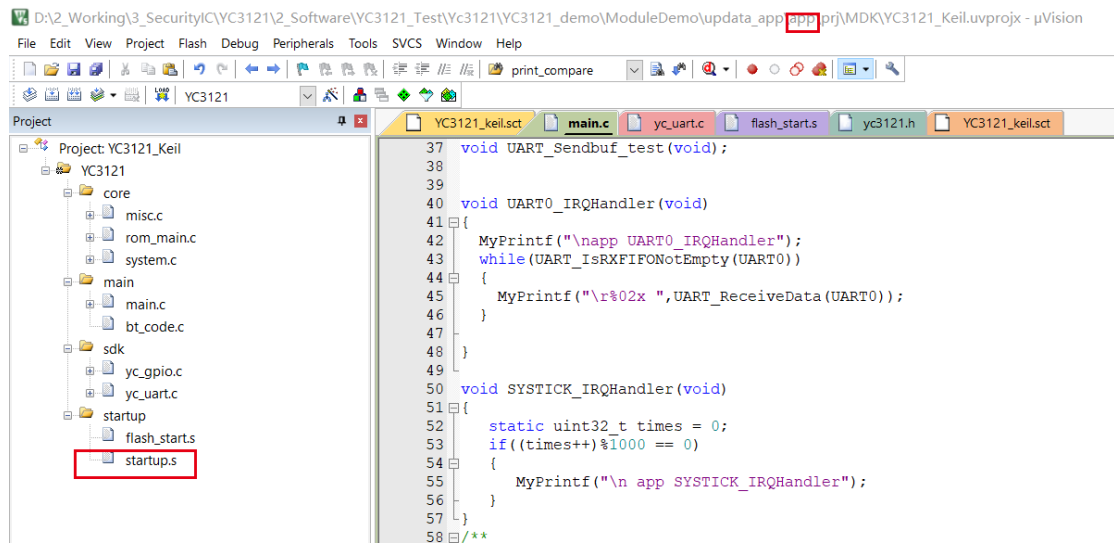 D:\2_Working\3_SecurityIC\YC3121\2_Software\YC3121_Test\Yc3121\YC3121_demo\ModuleDemo\updata_app\app\prj\MDK\YC3121_Keil.uvprojx - µVision
File Edit View Project Flash Debug Peripherals Tools SVCS Window Help
print_compare
LOAD YC3121
Project
YC3121_keil.sct main.c yc_uart.c flash_start.s yc3121.h YC3121_keil.sct
Project: YC3121_Keil
YC3121
core
misc.c
rom_main.c
system.c
main
main.c
bt_code.c
sdk
yc_gpio.c
yc_uart.c
startup
flash_start.s
startup.s
37 void UART_Sendbuf_test(void);
38
39
40 void UART0_IRQHandler(void)
41 {
42 MyPrintf("\napp UART0_IRQHandler");
43 while(UART_IsRXFIFONotEmpty(UART0))
44 {
45 MyPrintf("\r%02x ",UART_ReceiveData(UART0));
46 }
47
48 }
49
50 void SYSTICK_IRQHandler(void)
51 {
52 static uint32_t times = 0;
53 if((times++)%1000 == 0)
54 {
55 MyPrintf("\n app SYSTICK_IRQHandler");
56 }
57 }
58 /**